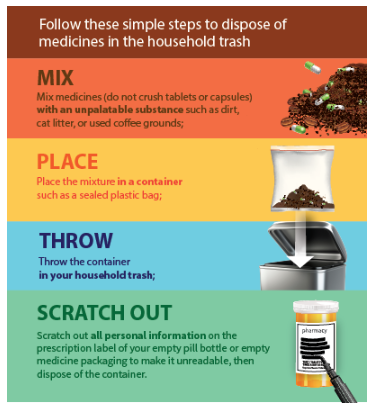 Follow these simple steps to dispose of
medicines in the household trash
MIX
Mix medicines (do not crush tablets or capsules)
with an unpalatable substance such as dirt,
cat litter, or used coffee grounds;
PLACE
Place the mixture in a container
such as a sealed plastic bag;
THROW
Throw the container
in your household trash;
SCRATCH OUT
Scratch out all personal information on the
prescription label of your empty pill bottle or empty
medicine packaging to make it unreadable, then
dispose of the container.
pharmacy